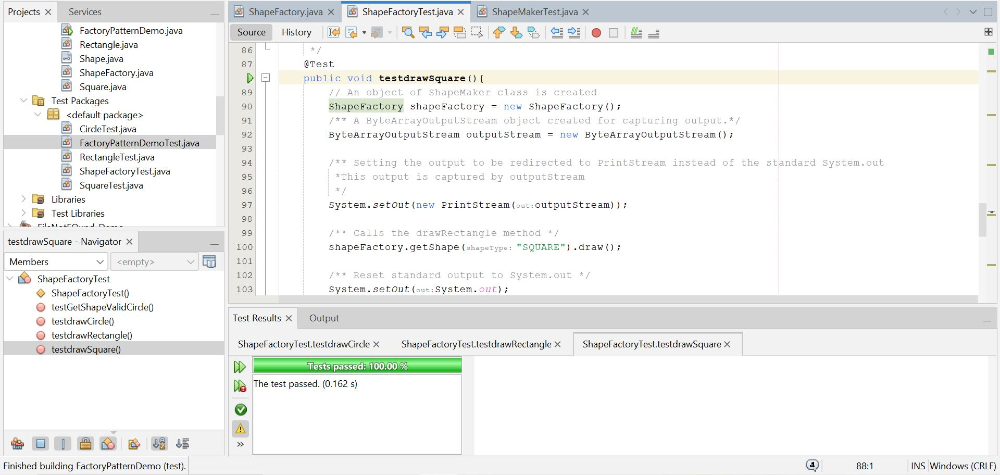 Projects
Services
FactoryPatternDemo.java
Rectangle.java
Shape.java
ShapeFactory.java
Square.java
Test Packages
<default package>
CircleTest.java
FactoryPatternDemoTest.java
RectangleTest.java
ShapeFactoryTest.java
SquareTest.java
Libraries
Test Libraries
testdrawSquare - Navigator
Members
<empty>
ShapeFactoryTest
ShapeFactoryTest()
testGetShapeValidCircle()
testdrawCircle()
testdrawRectangle()
testdrawSquare()
ShapeFactory.java
ShapeFactoryTest.java
ShapeMakerTest.java
Source
History
86 */
87 @Test
public void testdrawSquare(){
89 // An object of ShapeMaker class is created
90 ShapeFactory shapeFactory = new ShapeFactory();
91 /** A ByteArrayOutputStream object created for capturing output.*/
92 ByteArrayOutputStream outputStream = new ByteArrayOutputStream();
93
94 /** Setting the output to be redirected to PrintStream instead of the standard System.out
95 *This output is captured by outputStream
96 */
97 System.setOut(new PrintStream(out:outputStream));
98
99 /** Calls the drawRectangle method */
100 shapeFactory.getShape(shapeType: "SQUARE").draw();
101
102 /** Reset standard output to System.out */
103 System.setOut(out:System.out);
Test Results
Output
ShapeFactoryTest.testdrawCircle
ShapeFactoryTest.testdrawRectangle
ShapeFactoryTest.testdrawSquare
Tests passed: 100.00 %
The test passed. (0.162 s)
Finished building FactoryPatternDemo (test).
4
88:1
INS
Windows (CRLF)